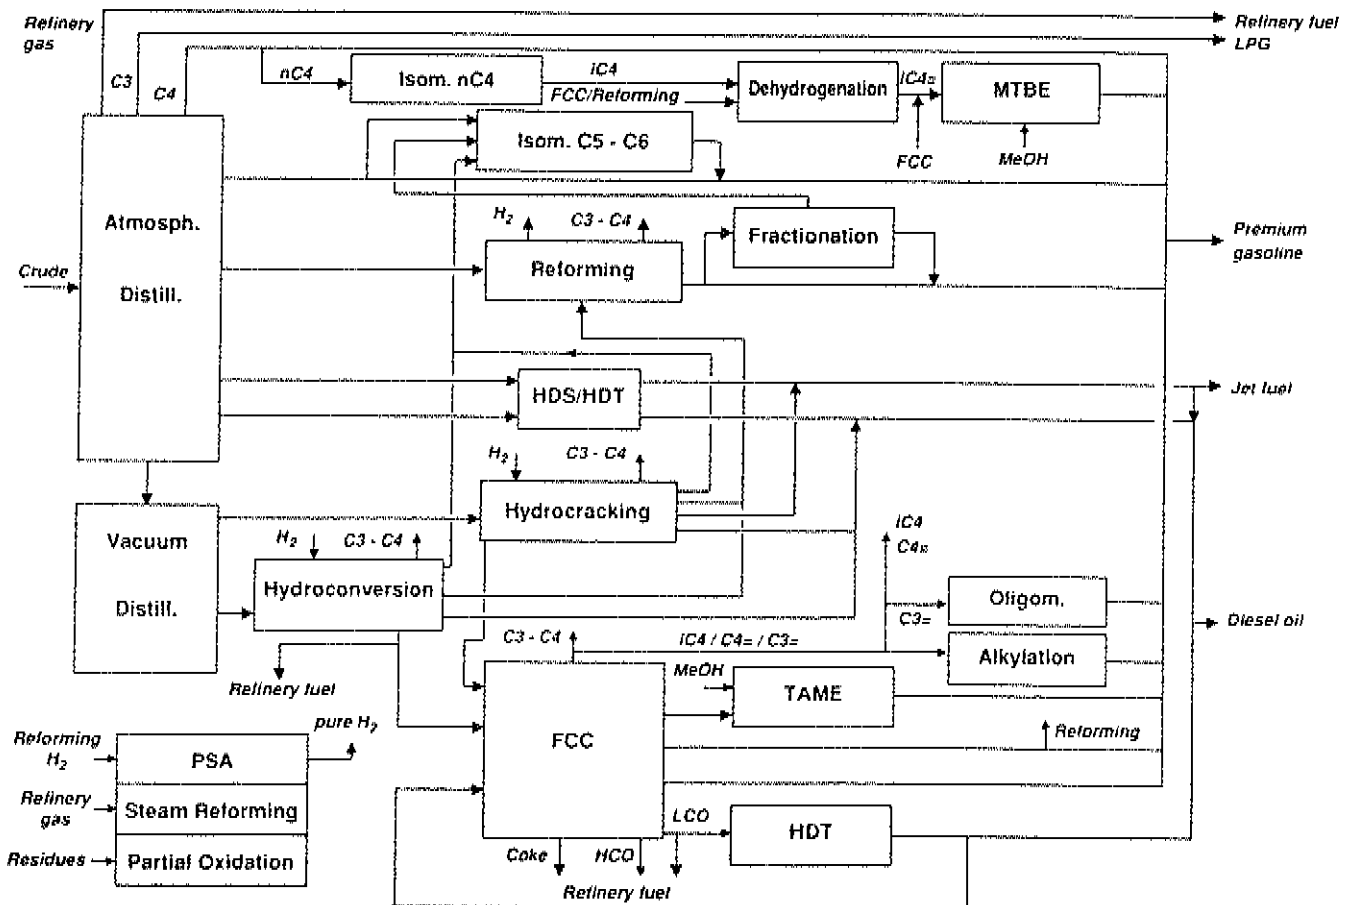 Refinery gas
Refinery fuel
LPG
C3
C4
nC4
Isom. nC4
iC4
FCC/Reforming
Dehydrogenation
iC4=
MTBE
FCC
MeOH
Isom. C5 - C6
Atmosph.
Distill.
Crude
H2
C3 - C4
Reforming
Fractionation
Premium
gasoline
HDS/HDT
Jet fuel
H2
C3 - C4
Hydrocracking
Vacuum
Distill.
H2
C3 - C4
Hydroconversion
Refinery fuel
iC4
C4=
Oligom.
C3=
Diesel oil
C3 - C4
iC4 / C4= / C3=
Alkylation
MeOH
TAME
FCC
Reforming
Reforming
H2
PSA
pure H2
Refinery
gas
Steam Reforming
Residues
Partial Oxidation
LCO
HDT
Coke
HCO
Refinery fuel